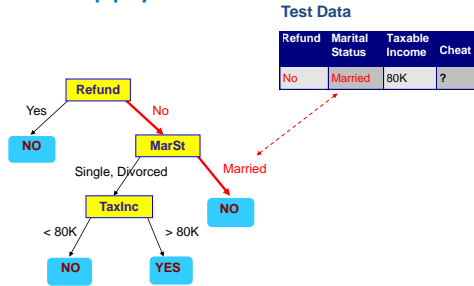 Test Data
Refund Marital Status Taxable Income Cheat
No Married 80K ?
Refund
Yes No
NO MarSt
Single, Divorced Married
TaxInc NO
< 80K > 80K
NO YES